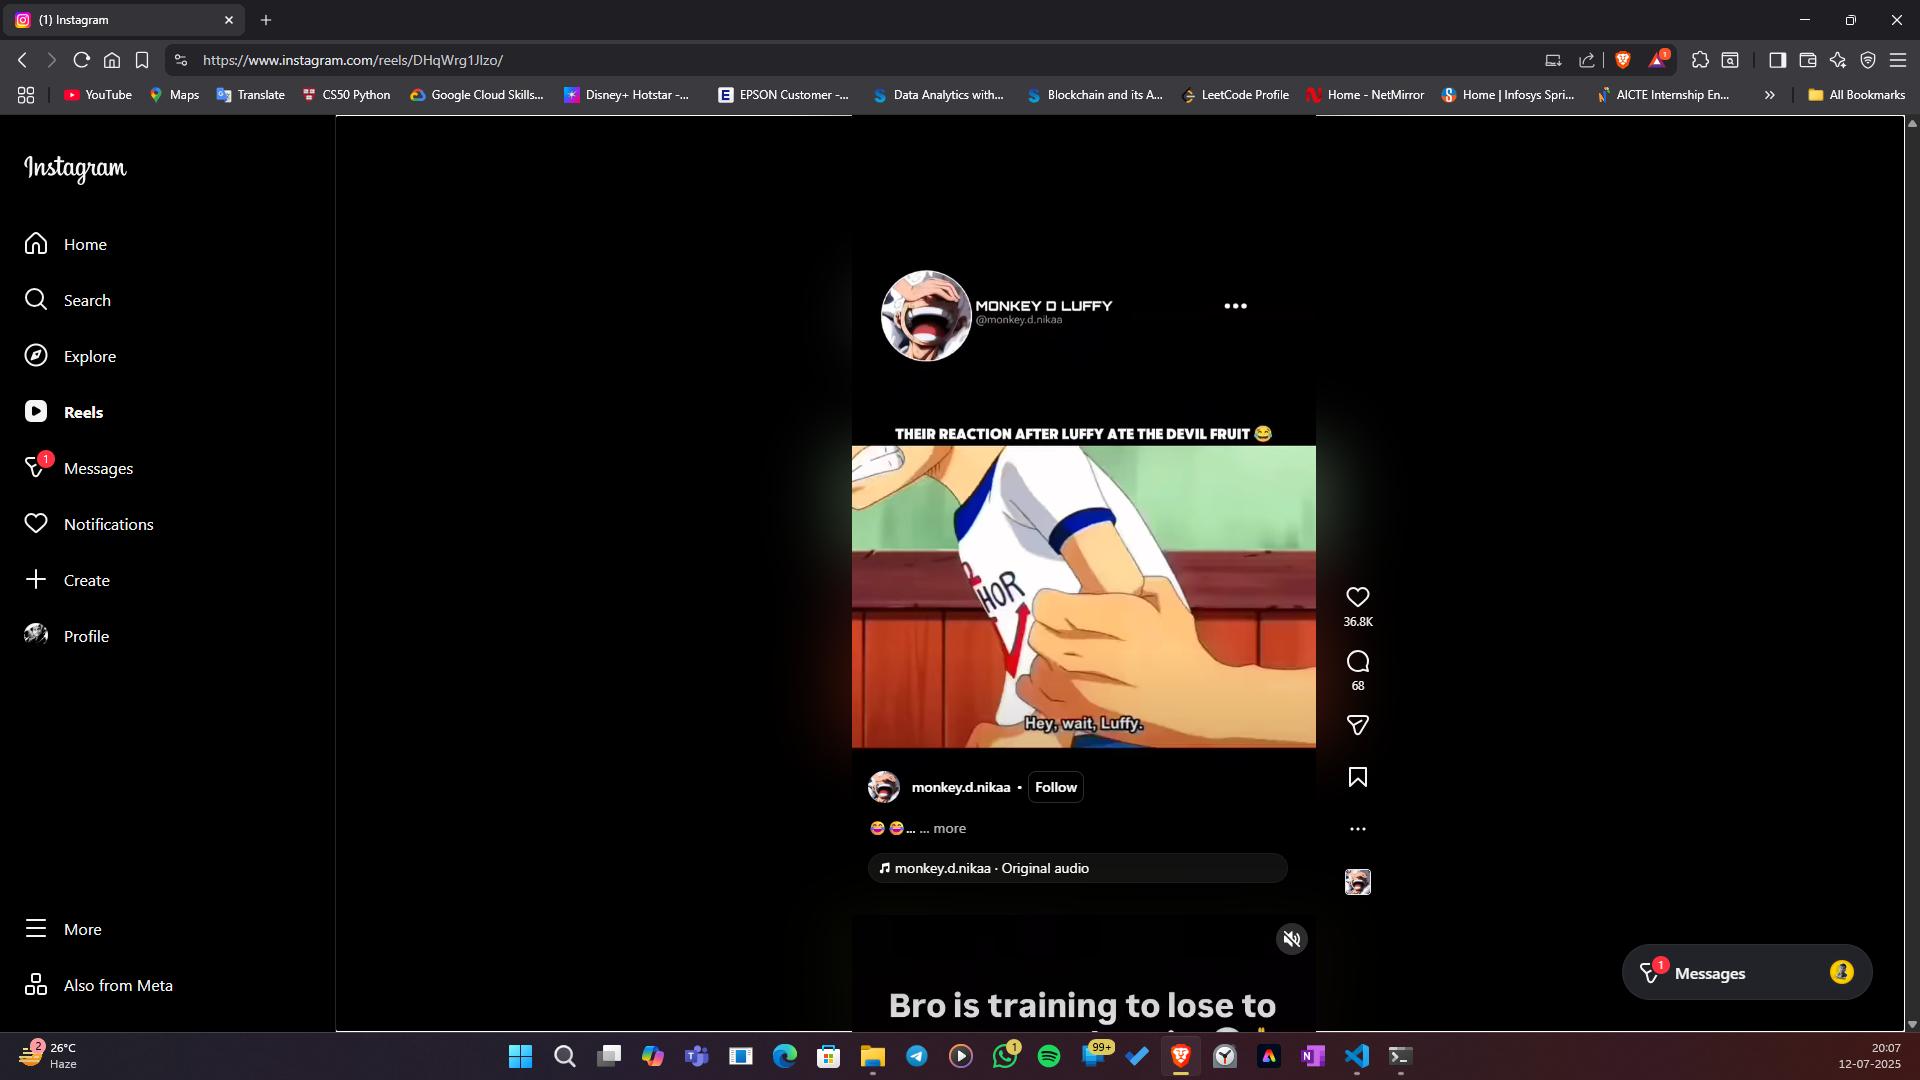 (1) Instagram
https://www.instagram.com/reels/DHqWrg1JIzo/
1
YouTube
Maps
Translate
CS50 Python
Google Cloud Skills...
Disney+ Hotstar -...
EPSON Customer -...
Data Analytics with...
Blockchain and its A...
LeetCode Profile
Home - NetMirror
Home | Infosys Spri...
AICTE Internship En...
All Bookmarks
Instagram
Home
Search
Explore
Reels
1
Messages
Notifications
Create
Profile
More
Also from Meta
MONKEY D LUFFY
@monkey.d.nikaa
THEIR REACTION AFTER LUFFY ATE THE DEVIL FRUIT 😂
HOR
Hey, wait, Luffy.
monkey.d.nikaa • Follow
😂 😂... ... more
monkey.d.nikaa · Original audio
36.8K
68
Bro is training to lose to
1
Messages
2
26°C
Haze
1
99+
20:07
12-07-2025